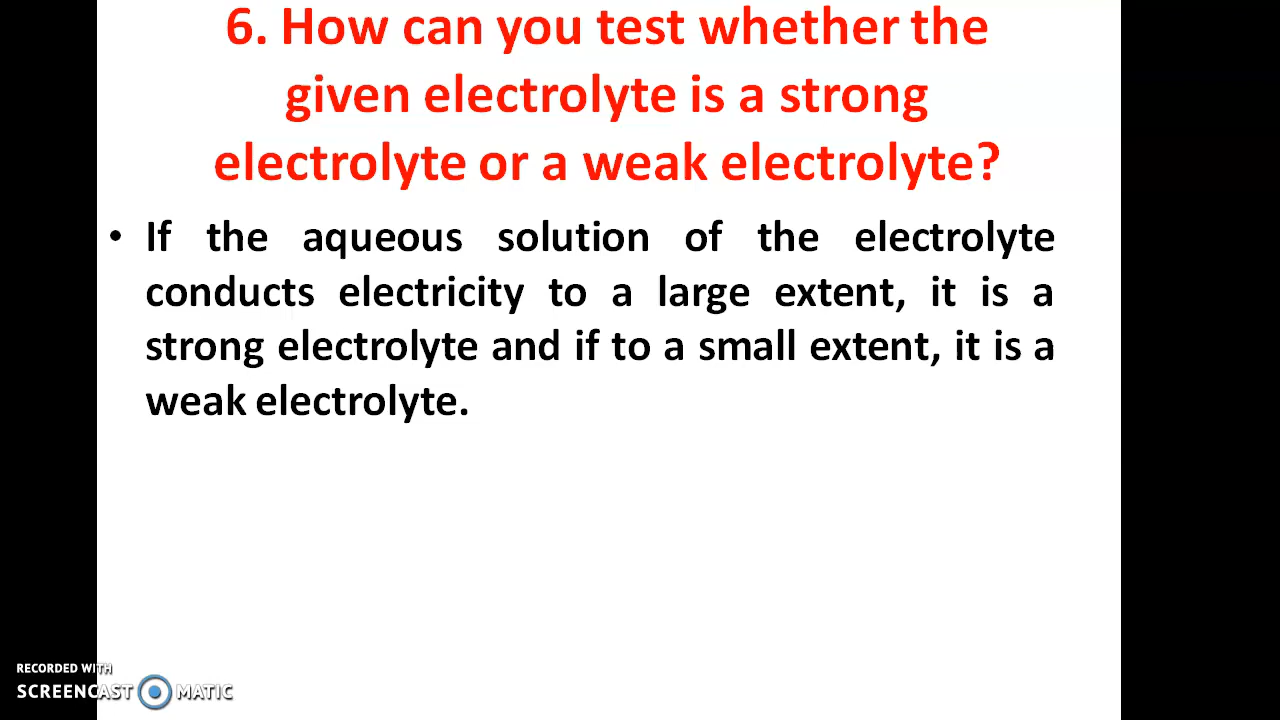 6. How can you test whether the
given electrolyte is a strong
electrolyte or a weak electrolyte?
• If the aqueous solution of the electrolyte
conducts electricity to a large extent, it is a
strong electrolyte and if to a small extent, it is a
weak electrolyte.
RECORDED WITH
SCREENCAST MATIC